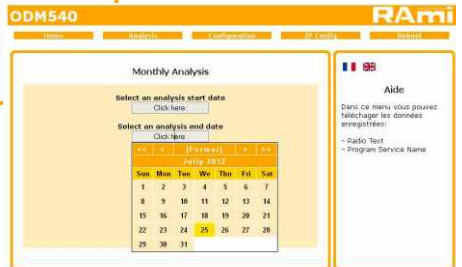 ODM540
RAmi
Home Analysis Configuration IP Config Reboot
Monthly Analysis
Select an analysis start date
Click here
Select an analysis end date
Click here
<< < [Fermer] > >>
Jully 2012
Sun Mon Tue We Thu Fri Sat
1 2 3 4 5 6 7
8 9 10 11 12 13 14
15 16 17 18 19 20 21
22 23 24 25 26 27 28
29 30 31
Aide
Dans ce menu vous pouvez
télechager les données
enregistrées:
- Radio Text
- Program Service Name